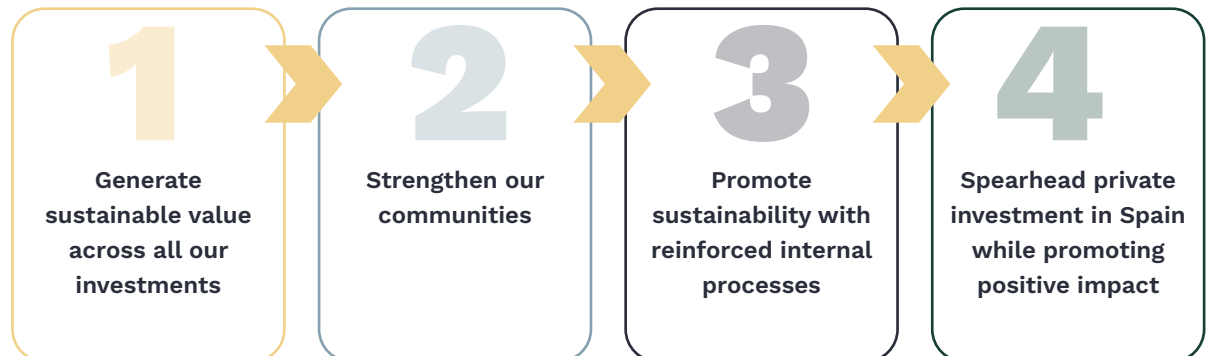 1
Generate
sustainable value
across all our
investments
2
Strengthen our
communities
3
Promote
sustainability with
reinforced internal
processes
4
Spearhead private
investment in Spain
while promoting
positive impact